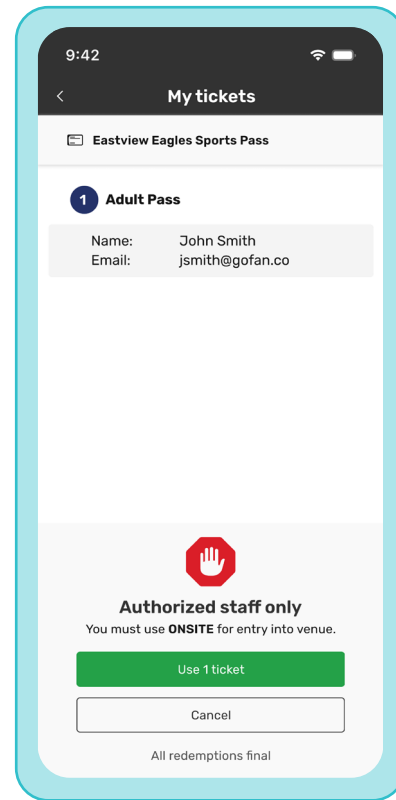 9:42
My tickets
Eastview Eagles Sports Pass
1 Adult Pass
Name: John Smith
Email: jsmith@gofan.co
Authorized staff only
You must use ONSITE for entry into venue.
Use 1 ticket
Cancel
All redemptions final